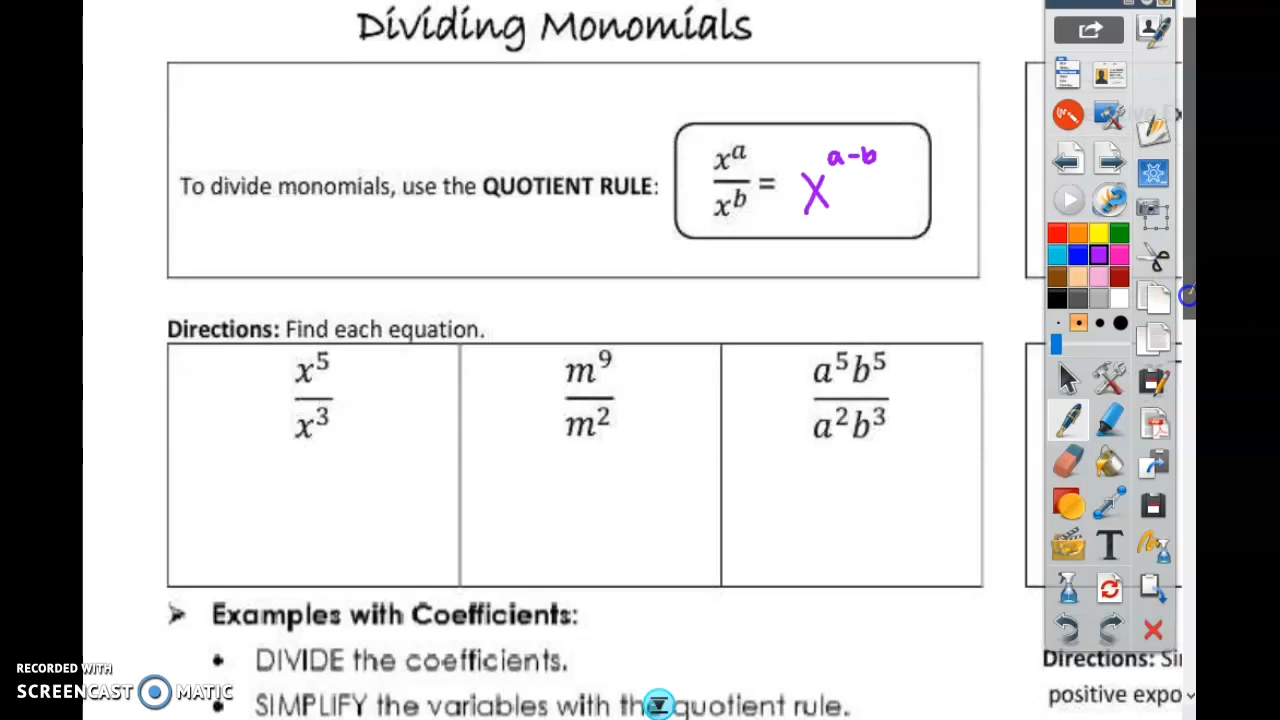 Dividing Monomials
To divide monomials, use the QUOTIENT RULE: x^a / x^b = x^(a-b)
Directions: Find each equation.
x^5 / x^3
m^9 / m^2
a^5b^5 / a^2b^3
➢ Examples with Coefficients:
• DIVIDE the coefficients.
• SIMPLIFY the variables with the quotient rule.
Directions: Si
positive expo
RECORDED WITH
SCREENCAST MATIC